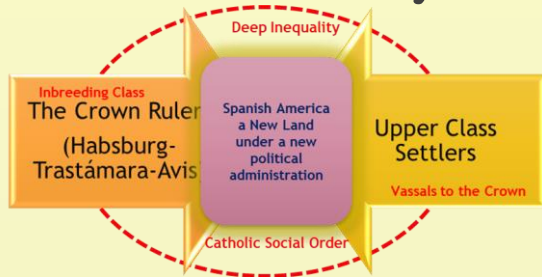 Deep Inequality
Inbreeding Class
The Crown Ruler
(Habsburg-
Trastámara-Avis)
Spanish America
a New Land
under a new
political
administration
Upper Class
Settlers
Vassals to the Crown
Catholic Social Order